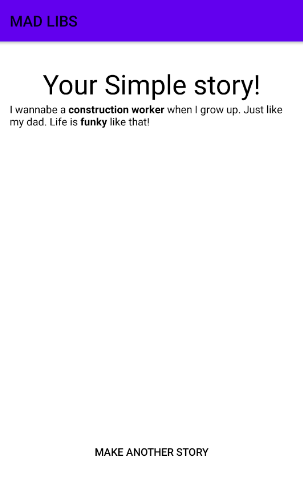 MAD LIBS
Your Simple story!
I wannabe a construction worker when I grow up. Just like
my dad. Life is funky like that!
MAKE ANOTHER STORY